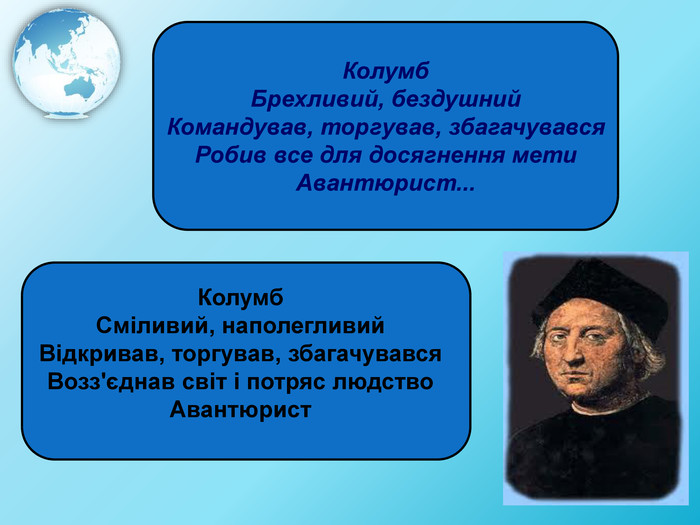 Колумб
Брехливий, бездушний
Командував, торгував, збагачувався
Робив все для досягнення мети
Авантюрист...
Колумб
Сміливий, наполегливий
Відкривав, торгував, збагачувався
Возз'єднав світ і потряс людство
Авантюрист